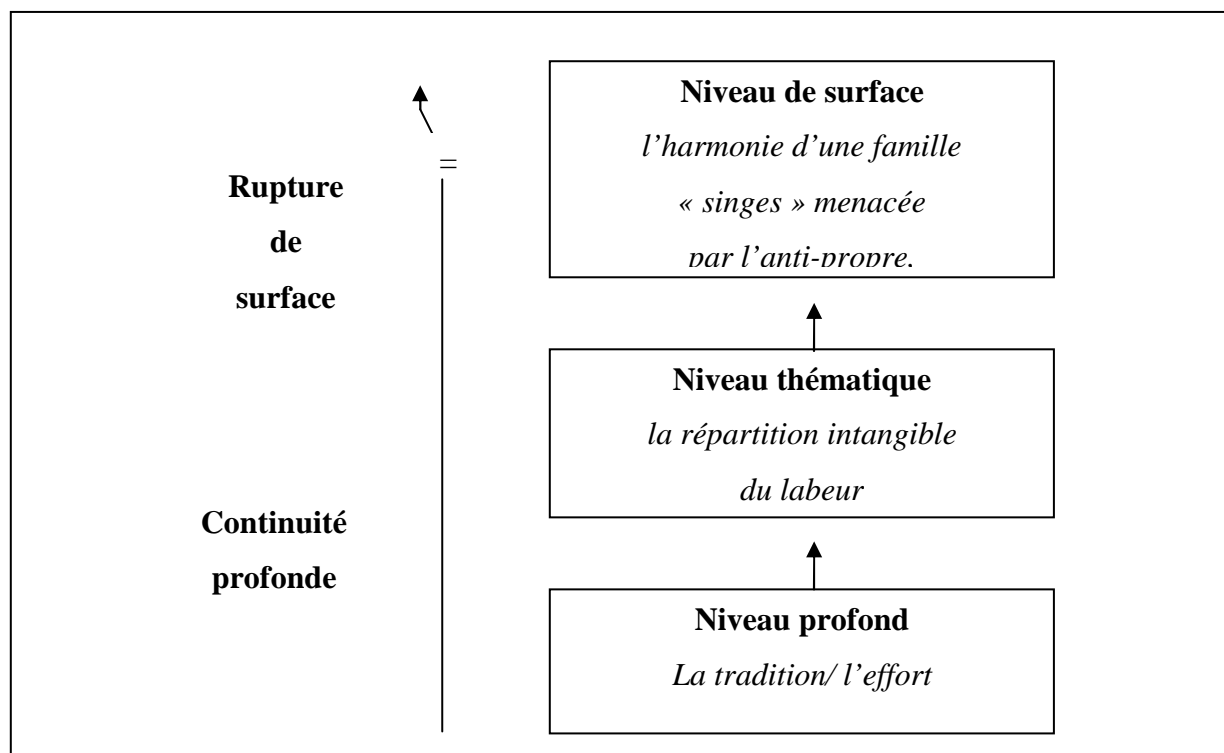 Niveau de surface
l’harmonie d’une famille
« singes » menacée
par l’anti-propre.
=
Rupture
de
surface
Niveau thématique
la répartition intangible
du labeur
Continuité
profonde
Niveau profond
La tradition/ l’effort